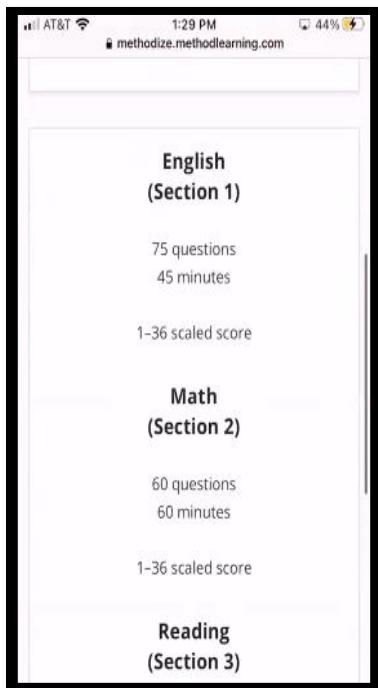 AT&T 1:29 PM 44%
methodize.methodlearning.com
English
(Section 1)
75 questions
45 minutes
1–36 scaled score
Math
(Section 2)
60 questions
60 minutes
1–36 scaled score
Reading
(Section 3)